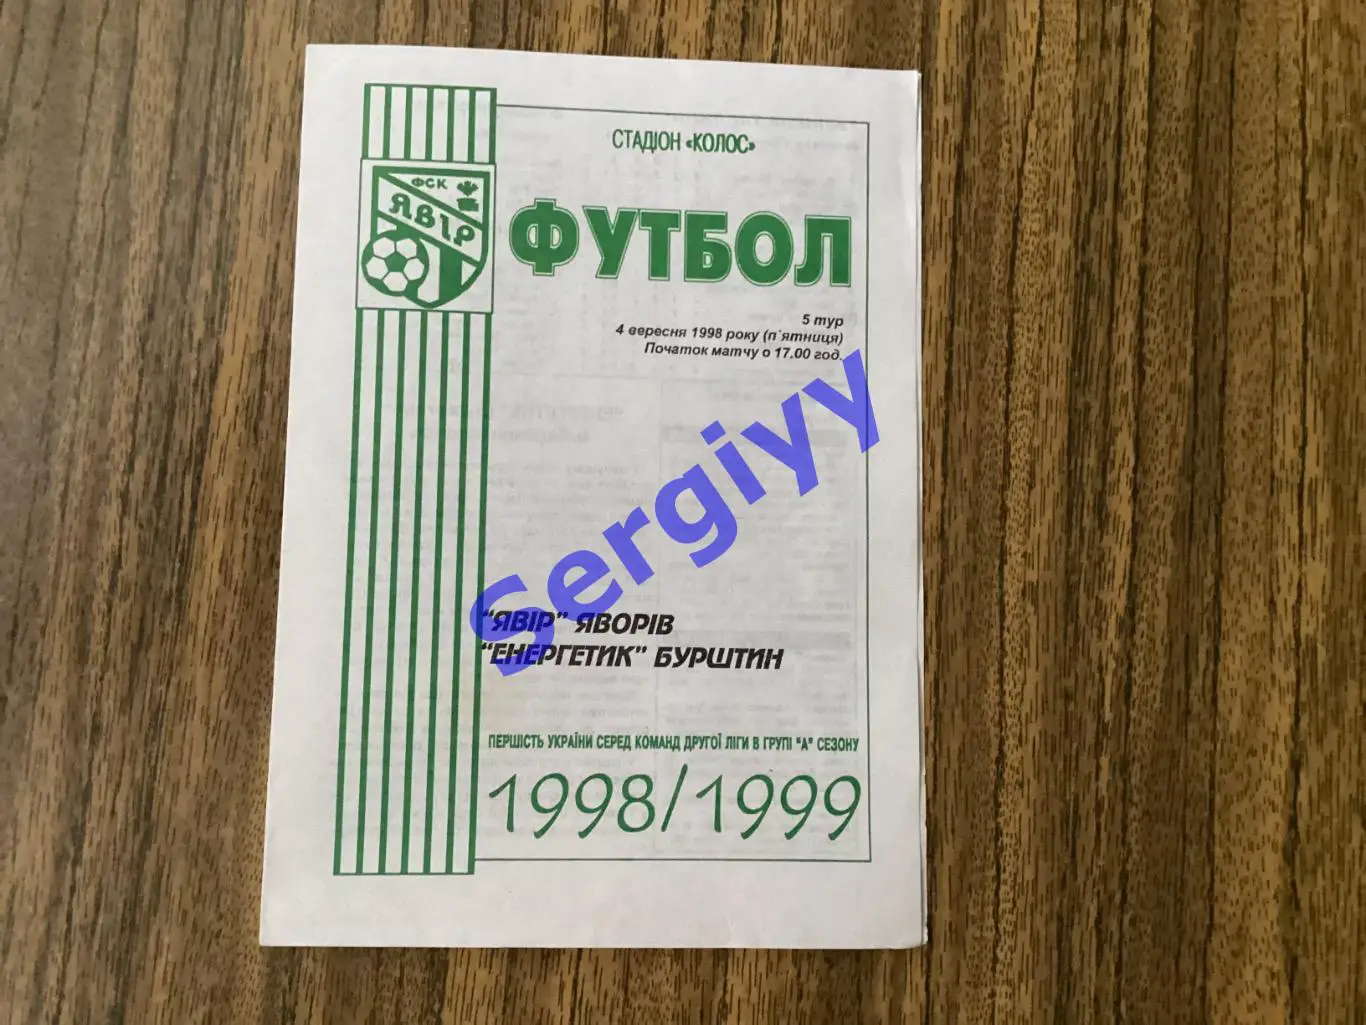 СТАДІОН «КОЛОС»
ФСК
ЯВІР
ФУТБОЛ
5 тур
4 вересня 1998 року (п`ятниця)
Початок матчу о 17.00 год.
Sergiyy
"ЯВІР" ЯВОРІВ
"ЕНЕРГЕТИК" БУРШТИН
ПЕРШІСТЬ УКРАЇНИ СЕРЕД КОМАНД ДРУГОЇ ЛІГИ В ГРУПІ "А" СЕЗОНУ
1998/1999